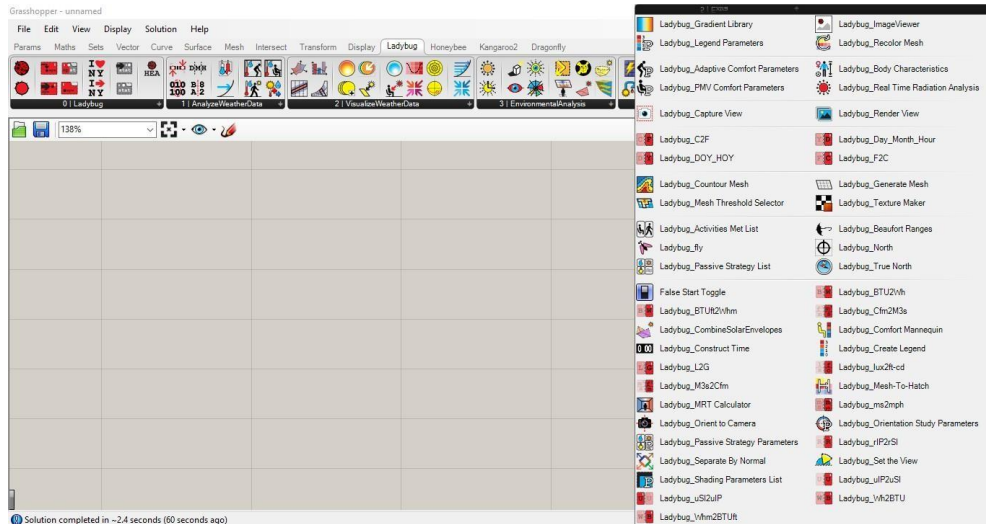 Grasshopper - unnamed
File Edit View Display Solution Help
Params Maths Sets Vector Curve Surface Mesh Intersect Transform Display Ladybug Honeybee Kangaroo2 Dragonfly
0 | Ladybug
1 | AnalyzeWeatherData
2 | VisualizeWeatherData
3 | EnvironmentalAnalysis
138%
Ladybug_Gradient Library Ladybug_ImageViewer
Ladybug_Legend Parameters Ladybug_Recolor Mesh
Ladybug_Adaptive Comfort Parameters Ladybug_Body Characteristics
Ladybug_PMV Comfort Parameters Ladybug_Real Time Radiation Analysis
Ladybug_Capture View Ladybug_Render View
Ladybug_C2F Ladybug_Day_Month_Hour
Ladybug_DOY_HOY Ladybug_F2C
Ladybug_Countour Mesh Ladybug_Generate Mesh
Ladybug_Mesh Threshold Selector Ladybug_Texture Maker
Ladybug_Activities Met List Ladybug_Beaufort Ranges
Ladybug_fly Ladybug_North
Ladybug_Passive Strategy List Ladybug_True North
False Start Toggle Ladybug_BTU2Wh
Ladybug_BTUft2Whm Ladybug_Cfm2M3s
Ladybug_CombineSolarEnvelopes Ladybug_Comfort Mannequin
Ladybug_Construct Time Ladybug_Create Legend
Ladybug_L2G Ladybug_lux2ft-cd
Ladybug_M3s2Cfm Ladybug_Mesh-To-Hatch
Ladybug_MRT Calculator Ladybug_ms2mph
Ladybug_Orient to Camera Ladybug_Orientation Study Parameters
Ladybug_Passive Strategy Parameters Ladybug_rIP2rSI
Ladybug_Separate By Normal Ladybug_Set the View
Ladybug_Shading Parameters List Ladybug_uIP2uSI
Ladybug_uSI2uIP Ladybug_Wh2BTU
Ladybug_Whm2BTUft
Solution completed in ~2.4 seconds (60 seconds ago)